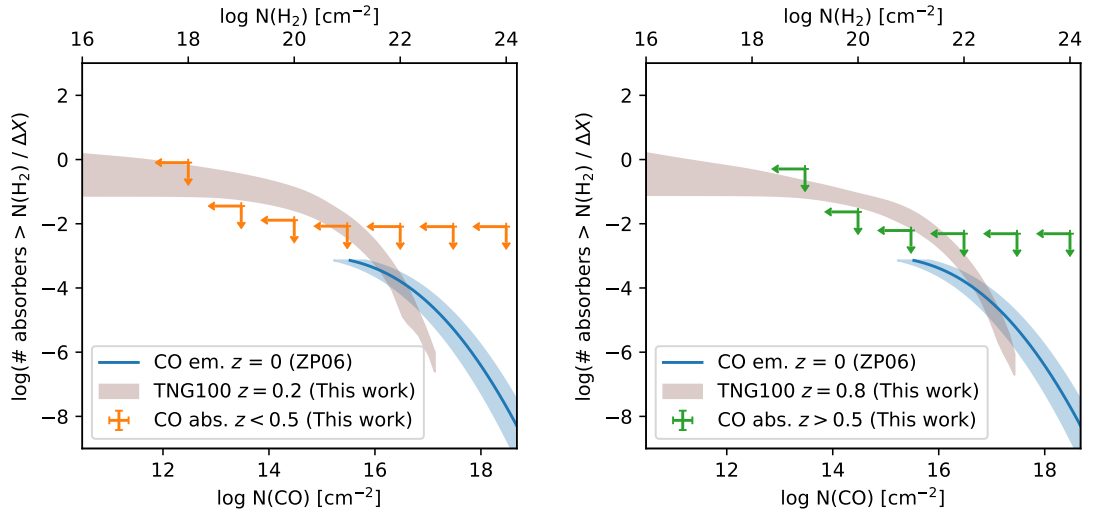 log N(H₂) [cm⁻²]
16 18 20 22 24
2
0
−2
−4
−6
−8
log(# absorbers > N(H₂) / ΔX)
CO em. z = 0 (ZP06)
TNG100 z = 0.2 (This work)
CO abs. z < 0.5 (This work)
12 14 16 18
log N(CO) [cm⁻²]
log N(H₂) [cm⁻²]
16 18 20 22 24
2
0
−2
−4
−6
−8
log(# absorbers > N(H₂) / ΔX)
CO em. z = 0 (ZP06)
TNG100 z = 0.8 (This work)
CO abs. z > 0.5 (This work)
12 14 16 18
log N(CO) [cm⁻²]